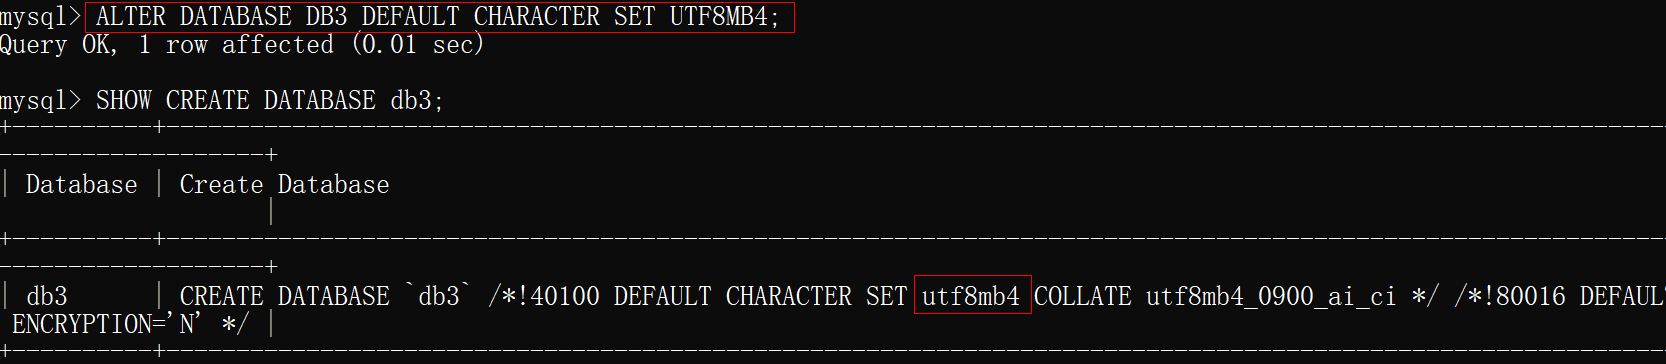 mysql> ALTER DATABASE DB3 DEFAULT CHARACTER SET UTF8MB4;
Query OK, 1 row affected (0.01 sec)
mysql> SHOW CREATE DATABASE db3;
+----------+--------------------------------------------------------------------------------------
-------------------+
| Database | Create Database
                   |
+----------+--------------------------------------------------------------------------------------
-------------------+
| db3      | CREATE DATABASE `db3` /*!40100 DEFAULT CHARACTER SET utf8mb4 COLLATE utf8mb4_0900_ai_ci */ /*!80016 DEFAUL
 ENCRYPTION='N' */ |
+----------+--------------------------------------------------------------------------------------